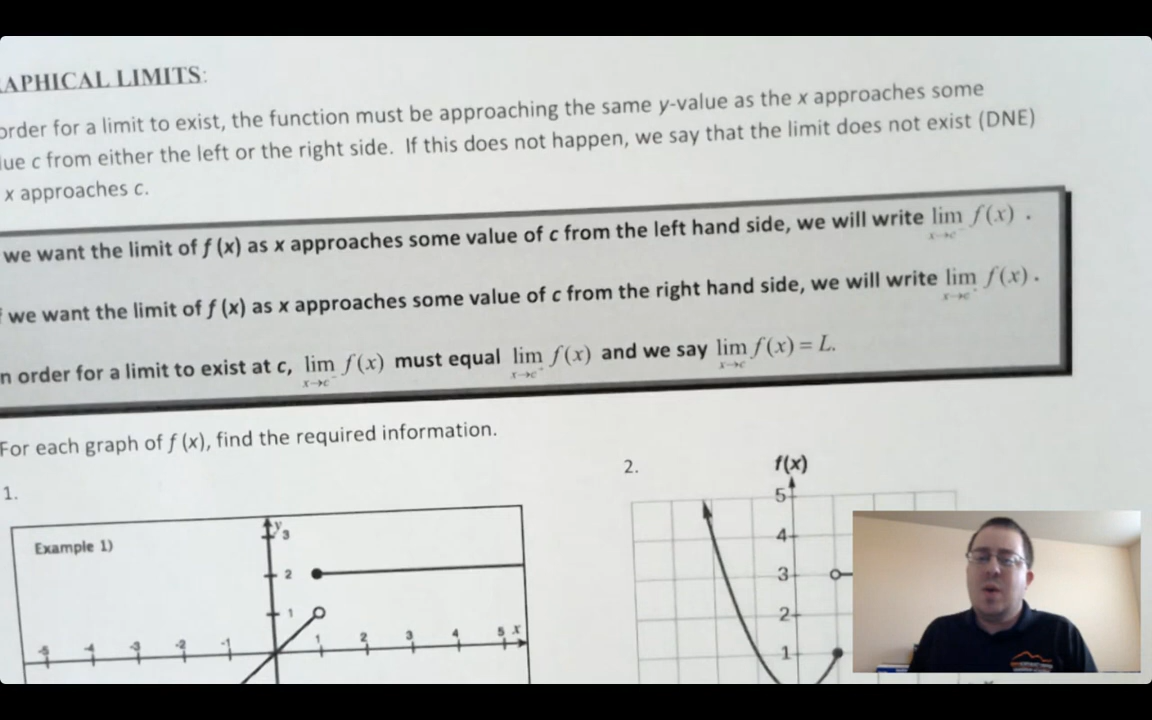 APHICAL LIMITS:
order for a limit to exist, the function must be approaching the same y-value as the x approaches some
lue c from either the left or the right side. If this does not happen, we say that the limit does not exist (DNE)
x approaches c.
we want the limit of f (x) as x approaches some value of c from the left hand side, we will write lim f(x) .
x→c⁻
f we want the limit of f (x) as x approaches some value of c from the right hand side, we will write lim f(x) .
x→c⁺
n order for a limit to exist at c, lim f(x) must equal lim f(x) and we say lim f(x) = L.
x→c⁻ x→c⁺ x→c
For each graph of f (x), find the required information.
1.
Example 1)
y
3
2
1
-5 -4 -3 -2 -1 1 2 3 4 5 x
2.
f(x)
5
4
3
2
1